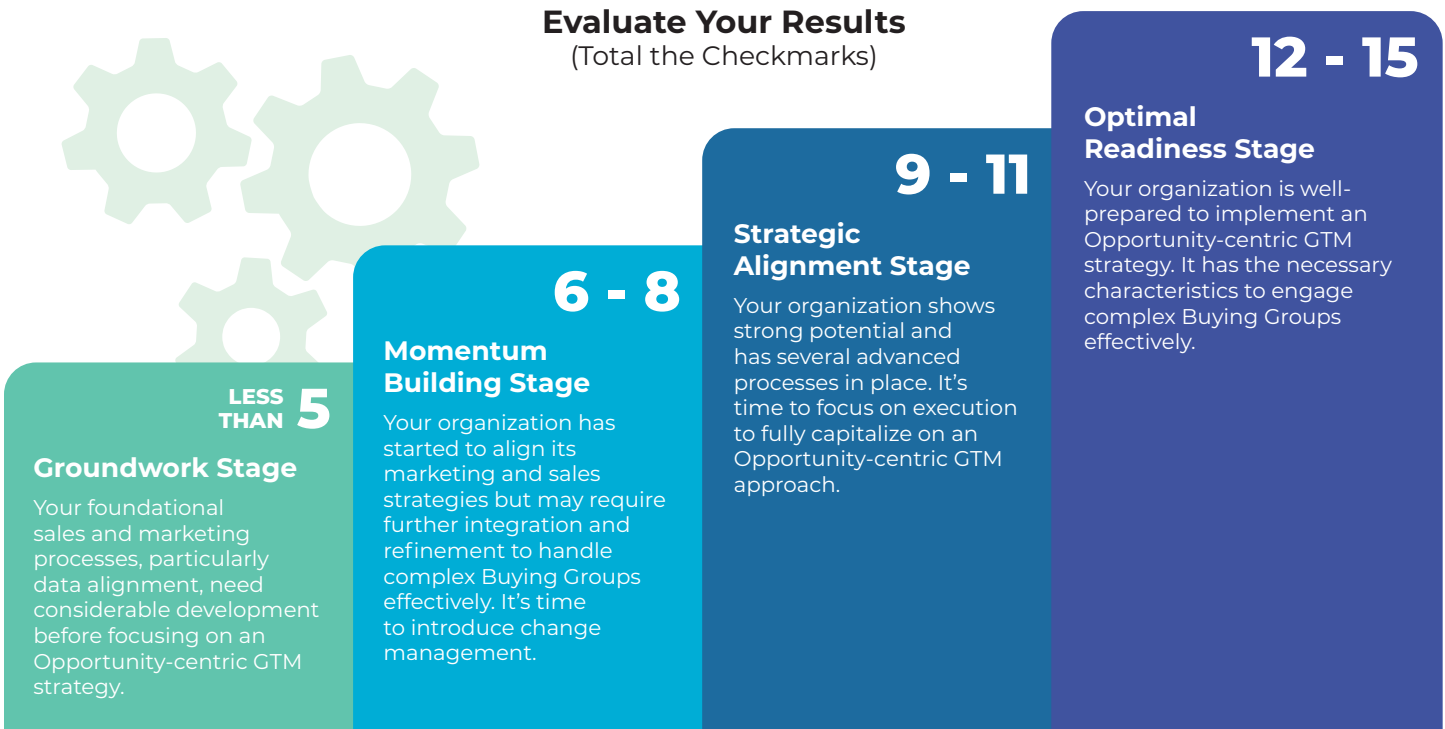 Evaluate Your Results
(Total the Checkmarks)
LESS
THAN 5
Groundwork Stage
Your foundational
sales and marketing
processes, particularly
data alignment, need
considerable development
before focusing on an
Opportunity-centric GTM
strategy.
6 - 8
Momentum
Building Stage
Your organization has
started to align its
marketing and sales
strategies but may require
further integration and
refinement to handle
complex Buying Groups
effectively. It’s time
to introduce change
management.
9 - 11
Strategic
Alignment Stage
Your organization shows
strong potential and
has several advanced
processes in place. It’s
time to focus on execution
to fully capitalize on an
Opportunity-centric GTM
approach.
12 - 15
Optimal
Readiness Stage
Your organization is well-
prepared to implement an
Opportunity-centric GTM
strategy. It has the necessary
characteristics to engage
complex Buying Groups
effectively.